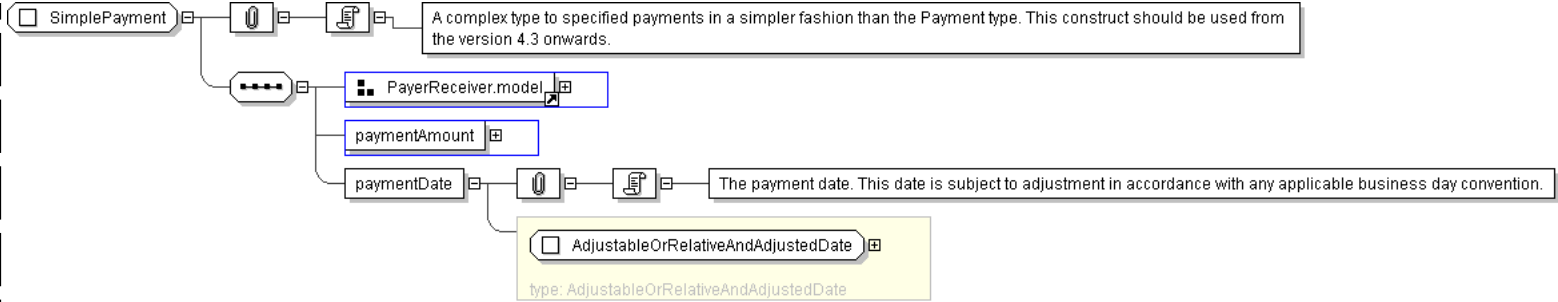 SimplePayment
A complex type to specified payments in a simpler fashion than the Payment type. This construct should be used from
the version 4.3 onwards.
PayerReceiver.model
paymentAmount
paymentDate
The payment date. This date is subject to adjustment in accordance with any applicable business day convention.
AdjustableOrRelativeAndAdjustedDate
type: AdjustableOrRelativeAndAdjustedDate